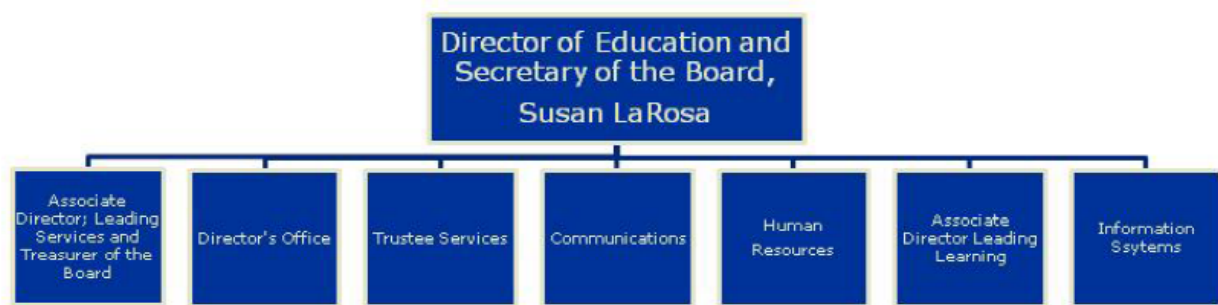 Director of Education and
Secretary of the Board,
Susan LaRosa
Associate
Director; Leading
Services and
Treasurer of the
Board
Director's Office
Trustee Services
Communications
Human
Resources
Associate
Director Leading
Learning
Information
Ssytems